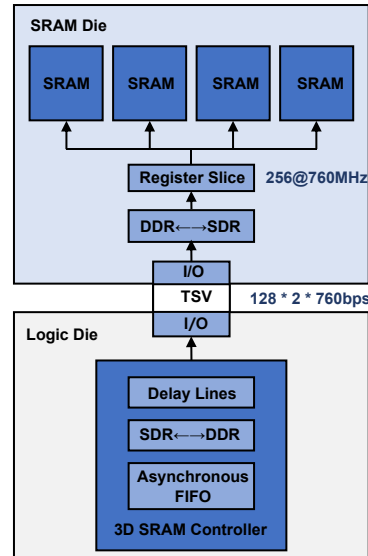 SRAM Die
SRAM SRAM SRAM SRAM
Register Slice 256@760MHz
DDR←→SDR
I/O
TSV 128 * 2 * 760bps
I/O
Logic Die
Delay Lines
SDR←→DDR
Asynchronous
FIFO
3D SRAM Controller